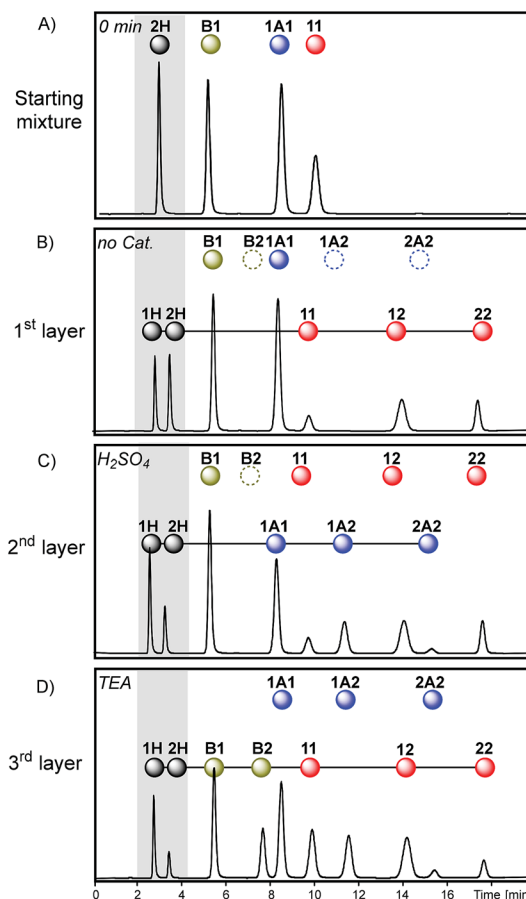 A)
0 min
2H B1 1A1 11
Starting
mixture
B)
no Cat.
B1 B2 1A1 1A2 2A2
1H 2H 11 12 22
1st layer
C)
H2SO4
B1 B2 11 12 22
1H 2H 1A1 1A2 2A2
2nd layer
D)
TEA
1A1 1A2 2A2
1H 2H B1 B2 11 12 22
3rd layer
0 2 4 6 8 10 12 14 16 Time [min